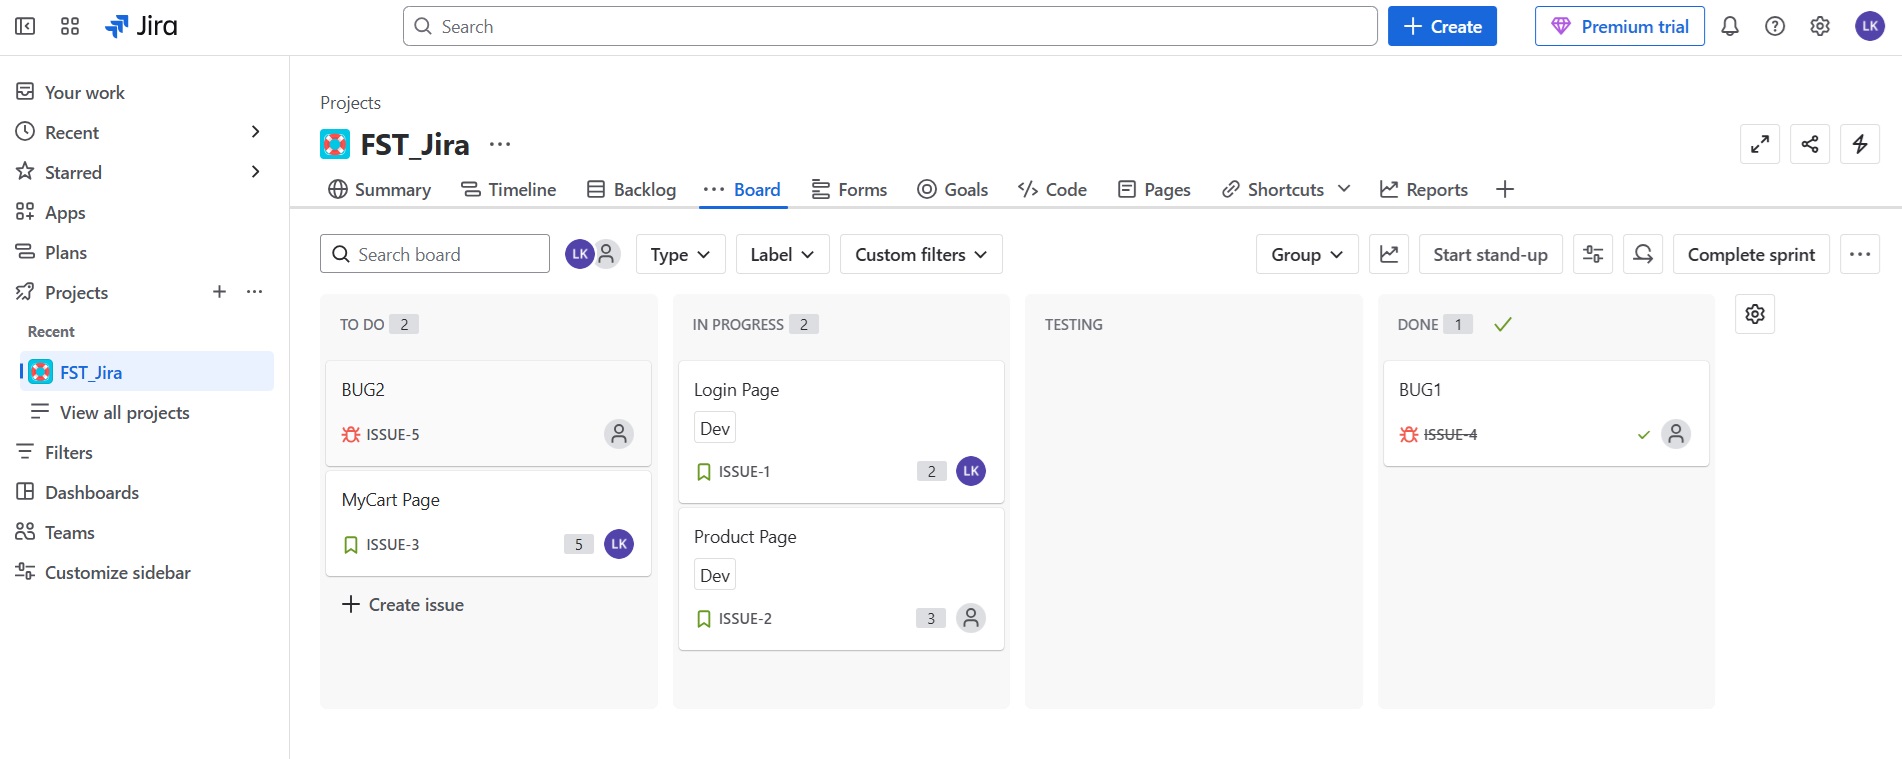 Jira
Search
Create
Premium trial
LK
Your work
Recent
Starred
Apps
Plans
Projects
Recent
FST_Jira
View all projects
Filters
Dashboards
Teams
Customize sidebar
Projects
FST_Jira
Summary
Timeline
Backlog
Board
Forms
Goals
Code
Pages
Shortcuts
Reports
Search board
LK
Type
Label
Custom filters
Group
Start stand-up
Complete sprint
TO DO 2
BUG2
ISSUE-5
MyCart Page
ISSUE-3 5 LK
Create issue
IN PROGRESS 2
Login Page
Dev
ISSUE-1 2 LK
Product Page
Dev
ISSUE-2 3
TESTING
DONE 1
BUG1
ISSUE-4